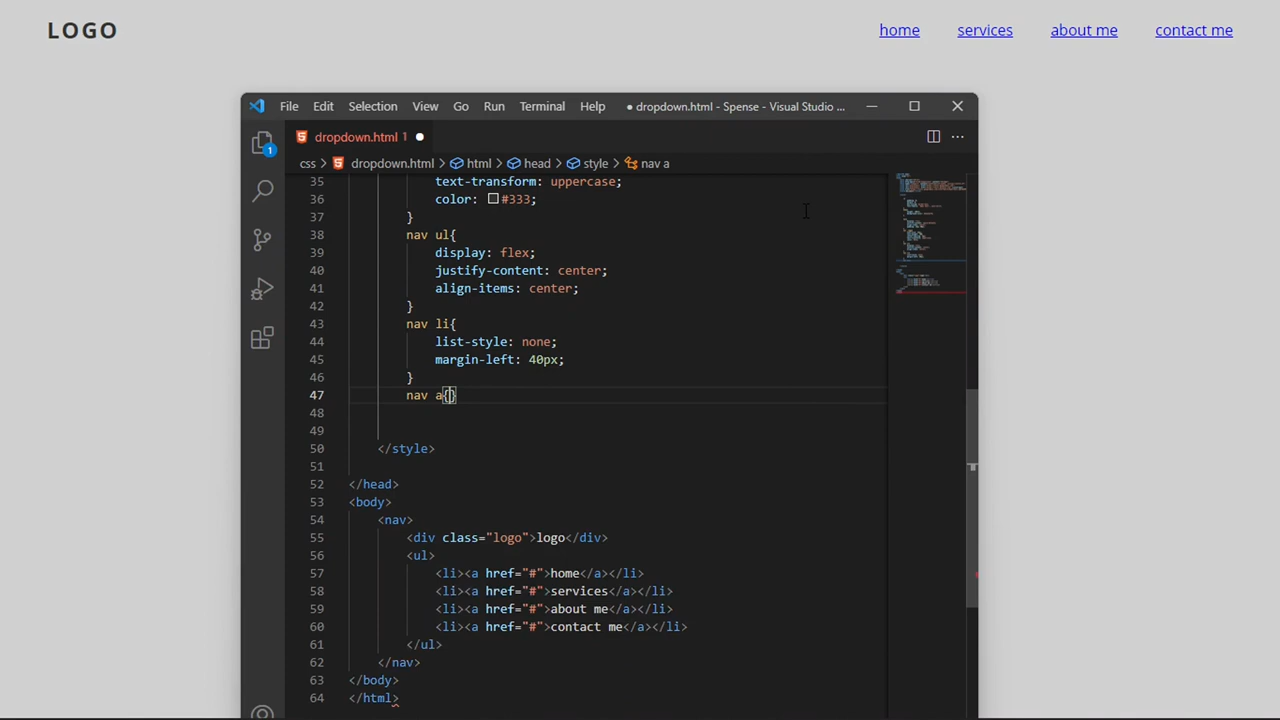 LOGO
home services about me contact me
File Edit Selection View Go Run Terminal Help ● dropdown.html - Spense - Visual Studio ...
dropdown.html 1 ●
css > dropdown.html > html > head > style > nav a
1
35 text-transform: uppercase;
36 color: #333;
37 }
38 nav ul{
39 display: flex;
40 justify-content: center;
41 align-items: center;
42 }
43 nav li{
44 list-style: none;
45 margin-left: 40px;
46 }
47 nav a{}
48
49
50 </style>
51
52 </head>
53 <body>
54 <nav>
55 <div class="logo">logo</div>
56 <ul>
57 <li><a href="#">home</a></li>
58 <li><a href="#">services</a></li>
59 <li><a href="#">about me</a></li>
60 <li><a href="#">contact me</a></li>
61 </ul>
62 </nav>
63 </body>
64 </html>